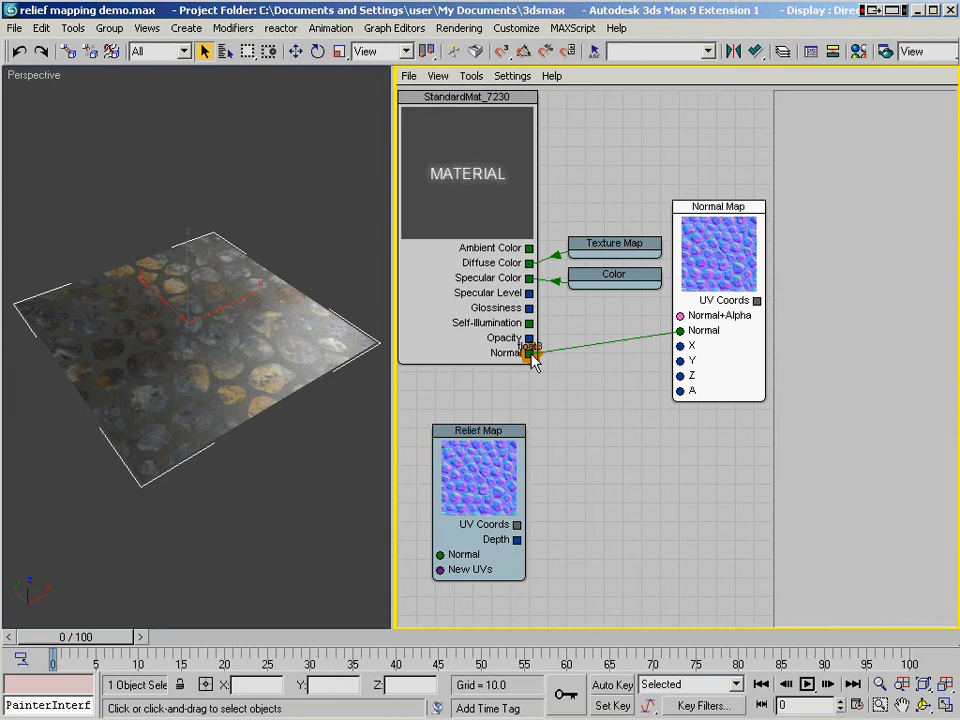 relief mapping demo.max - Project Folder: C:\Documents and Settings\user\My Documents\3dsmax - Autodesk 3ds Max 9 Extension 1 - Display : Direc
File Edit Tools Group Views Create Modifiers reactor Animation Graph Editors Rendering Customize MAXScript Help
All View View
Perspective
File View Tools Settings Help
StandardMat_7230
MATERIAL
Ambient Color
Diffuse Color
Specular Color
Specular Level
Glossiness
Self-Illumination
Opacity
float3
Normal
Texture Map
Color
Normal Map
UV Coords
Normal+Alpha
Normal
X
Y
Z
A
Relief Map
UV Coords
Depth
Normal
New UVs
z
x
y z x
< 0 / 100 >
0 5 10 15 20 25 30 35 40 45 50 55 60 65 70 75 80 85 90 95 100
1 Object Sele X: Y: Z: Grid = 10.0 Auto Key Selected
PainterInterf Click or click-and-drag to select objects Add Time Tag Set Key Key Filters... 0